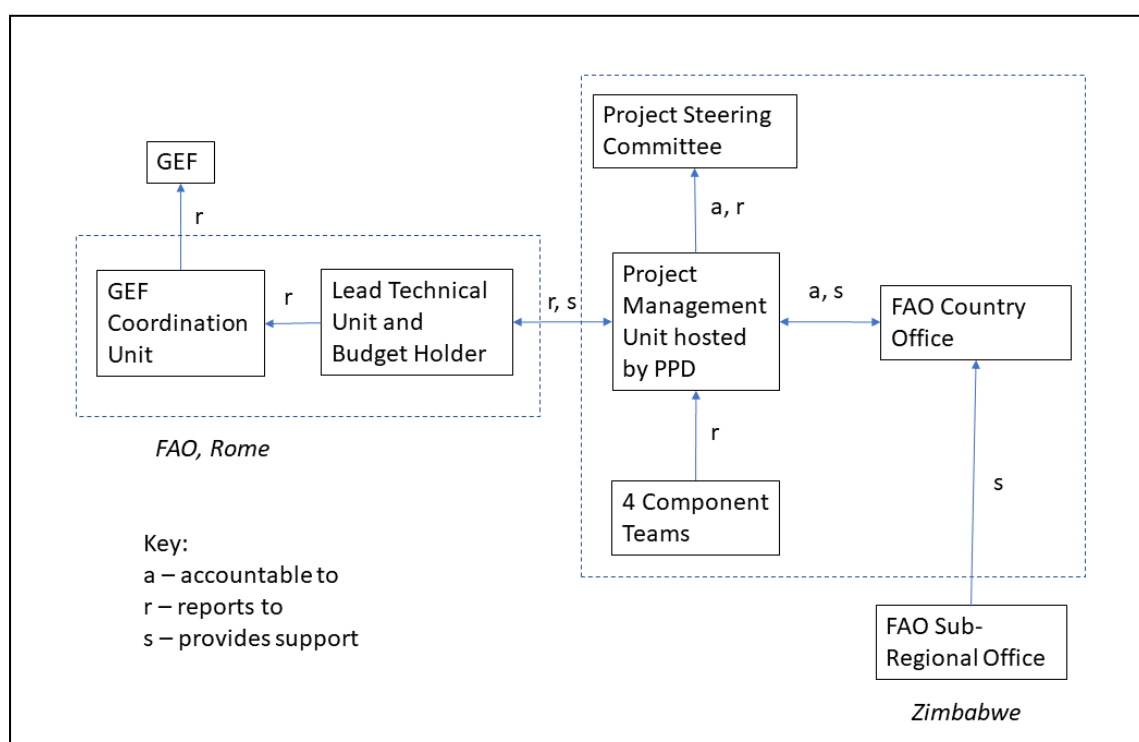 Project Steering
Committee
GEF
r
a, r
GEF
Coordination
Unit
r
Lead Technical
Unit and
Budget Holder
r, s
Project
Management
Unit hosted
by PPD
a, s
FAO Country
Office
FAO, Rome
r
s
4 Component
Teams
Key:
a – accountable to
r – reports to
s – provides support
FAO Sub-
Regional Office
Zimbabwe